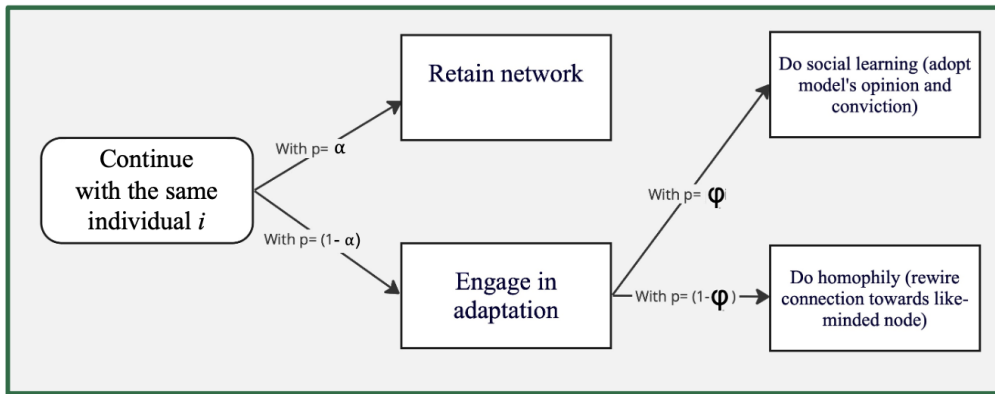 Continue
with the same
individual i
With p= α
With p= (1- α)
Retain network
Engage in
adaptation
With p= φ
With p= (1-φ)
Do social learning (adopt
model's opinion and
conviction)
Do homophily (rewire
connection towards like-
minded node)